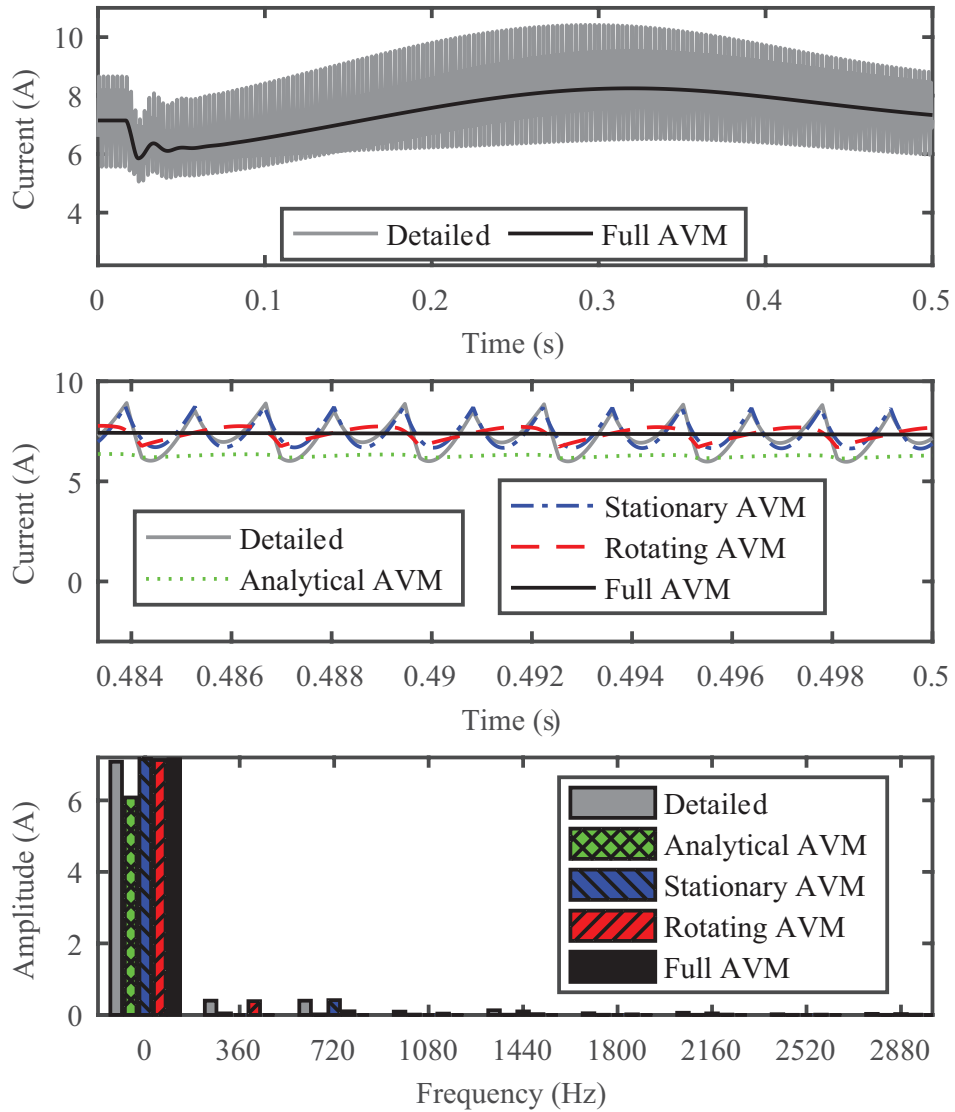 10
8
6
4
Current (A)
Detailed
Full AVM
0
0.1
0.2
0.3
0.4
0.5
Time (s)
10
5
0
Current (A)
Detailed
Analytical AVM
Stationary AVM
Rotating AVM
Full AVM
0.484
0.486
0.488
0.49
0.492
0.494
0.496
0.498
0.5
Time (s)
6
4
2
0
Amplitude (A)
Detailed
Analytical AVM
Stationary AVM
Rotating AVM
Full AVM
0
360
720
1080
1440
1800
2160
2520
2880
Frequency (Hz)